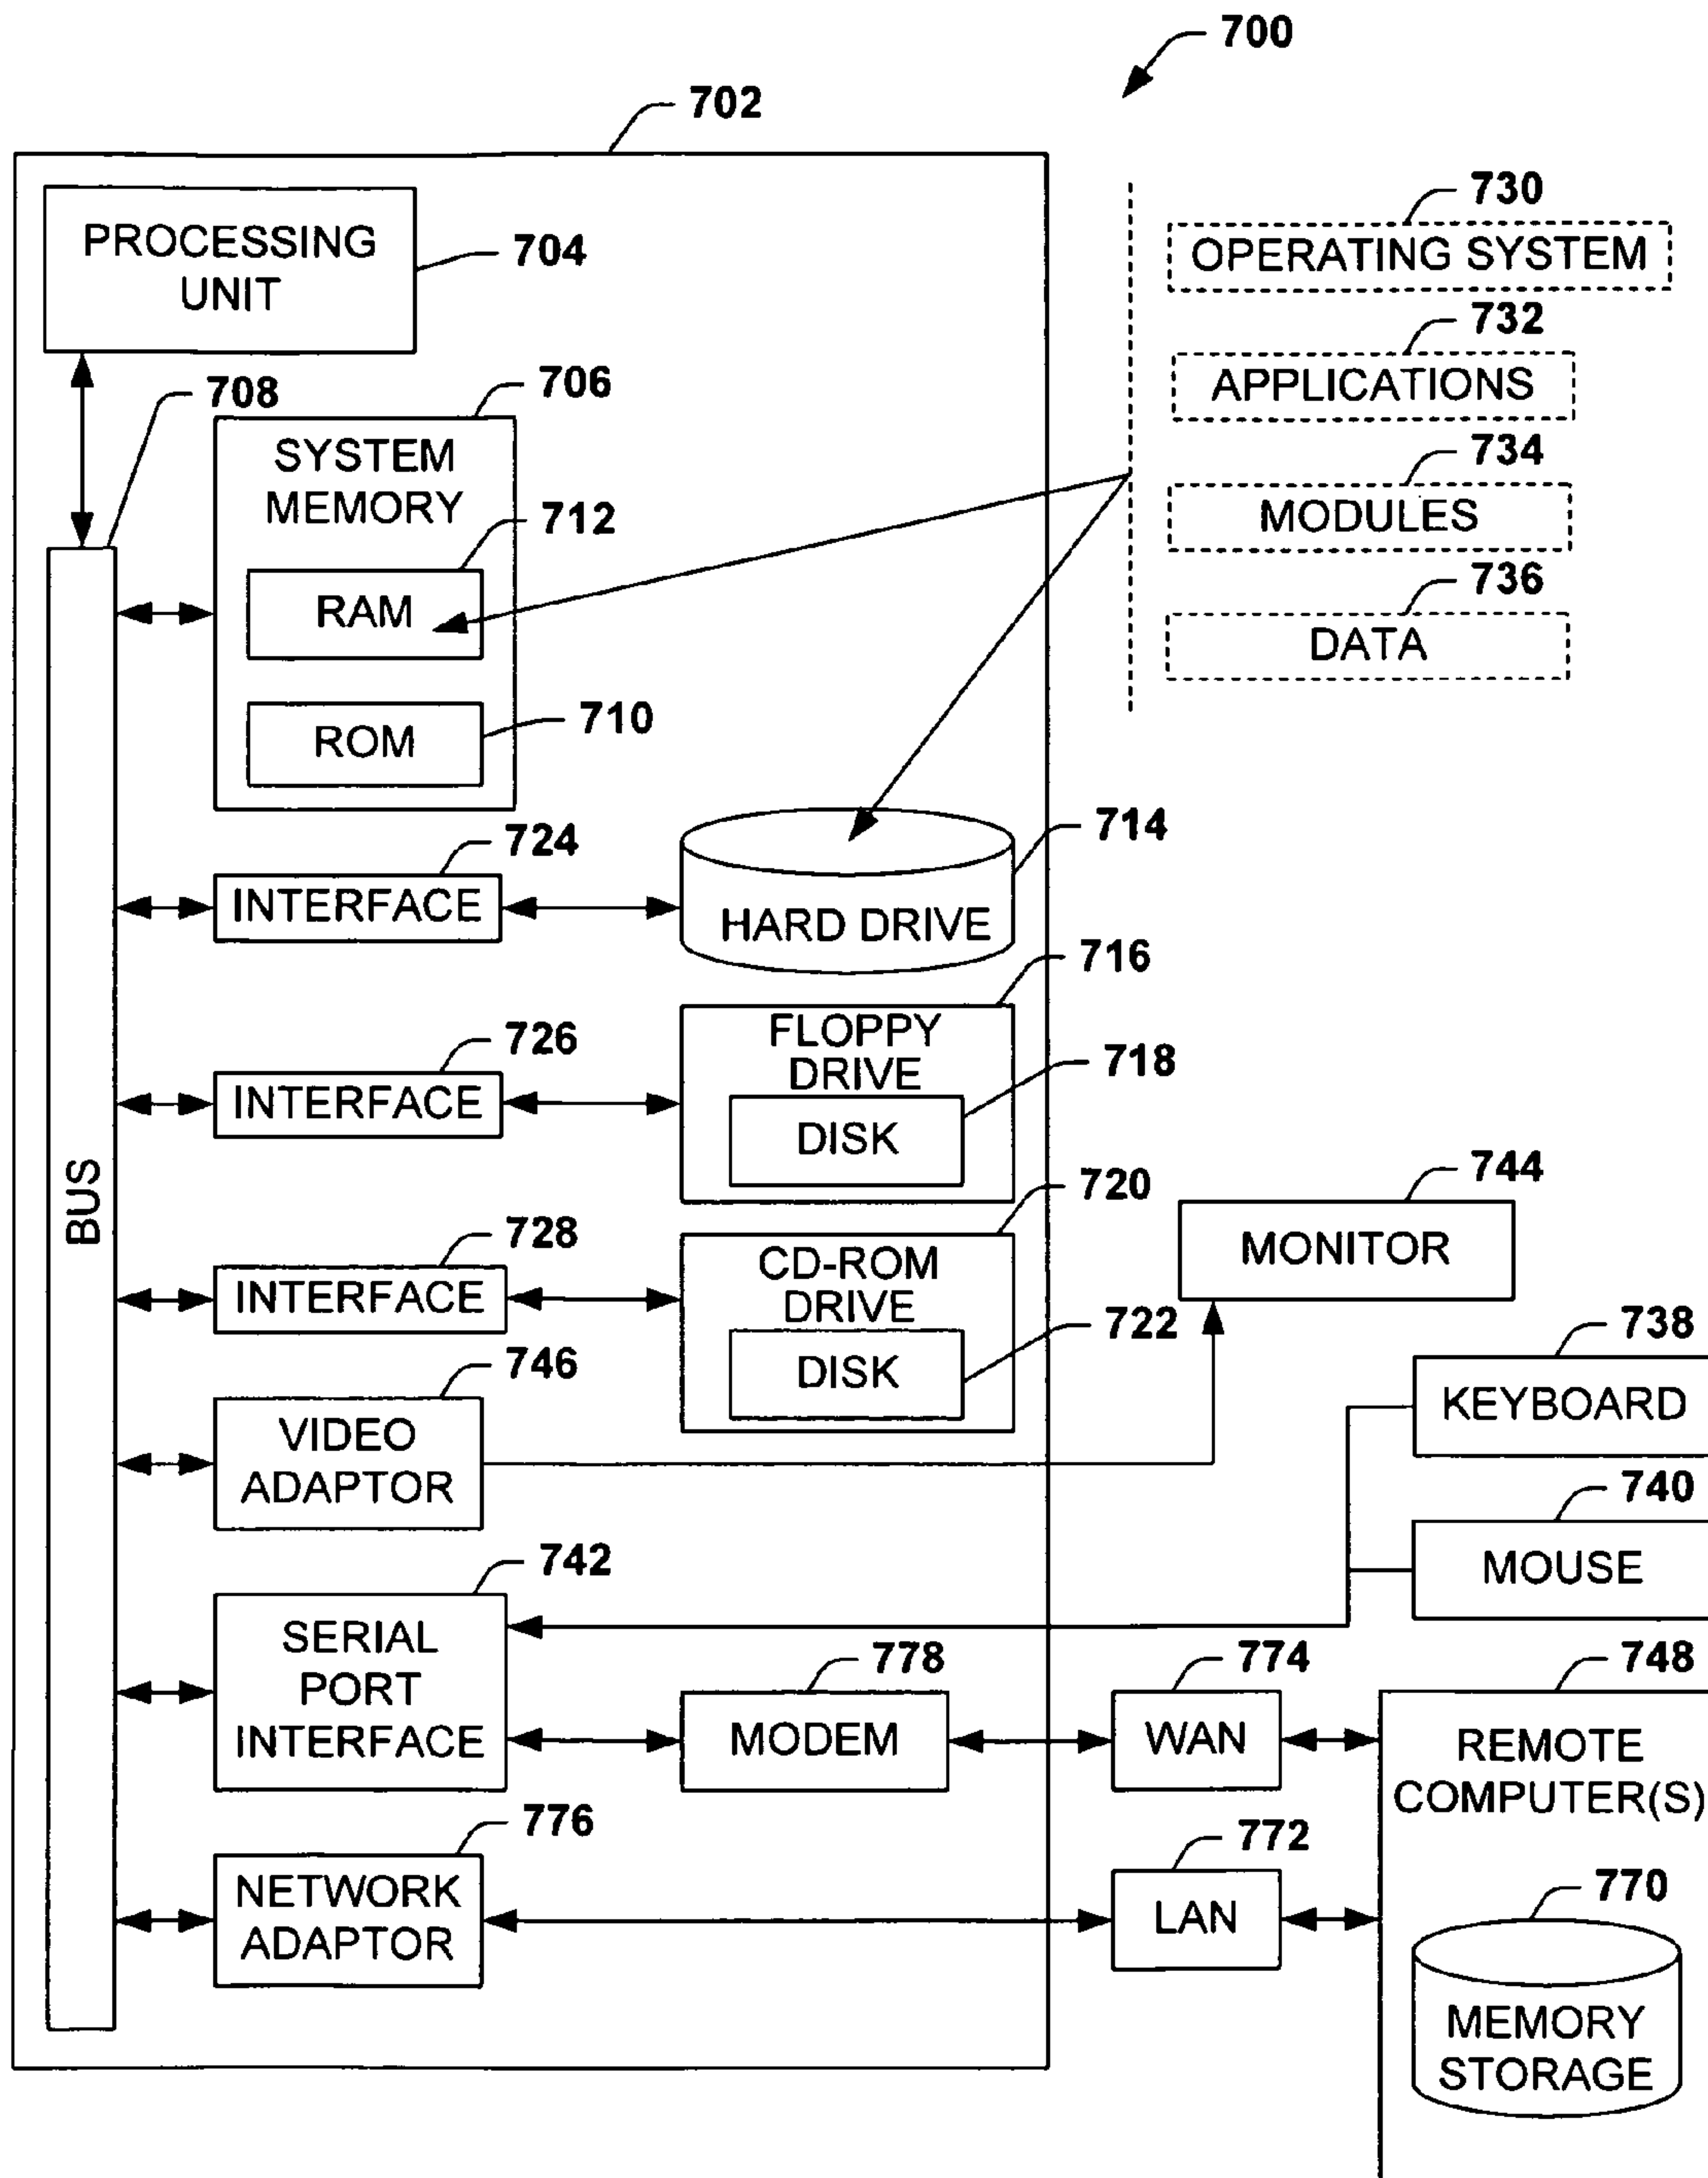 700
702
PROCESSING
UNIT
704
730
OPERATING SYSTEM
732
APPLICATIONS
734
MODULES
736
DATA
708
706
SYSTEM
MEMORY
712
RAM
710
ROM
BUS
724
INTERFACE
714
HARD DRIVE
726
INTERFACE
716
FLOPPY
DRIVE
718
DISK
728
INTERFACE
720
CD-ROM
DRIVE
722
DISK
744
MONITOR
746
VIDEO
ADAPTOR
738
KEYBOARD
740
MOUSE
742
SERIAL
PORT
INTERFACE
778
MODEM
774
WAN
748
REMOTE
COMPUTER(S)
776
NETWORK
ADAPTOR
772
LAN
770
MEMORY
STORAGE